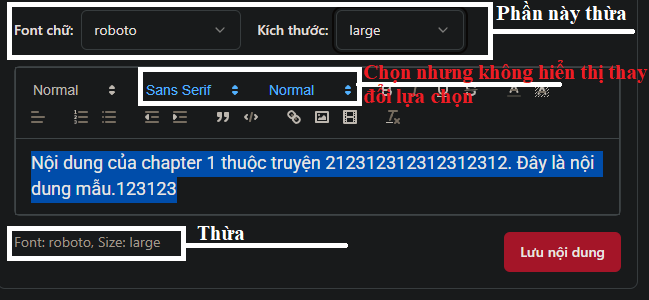 Phần này thừa
Font chữ: roboto Kích thước: large
Chọn nhưng không hiển thị thay
đổi lựa chọn
Normal Sans Serif Normal B I U S A A
Nội dung của chapter 1 thuộc truyện 212312312312312312. Đây là nội
dung mẫu.123123
Font: roboto, Size: large
Thừa
Lưu nội dung